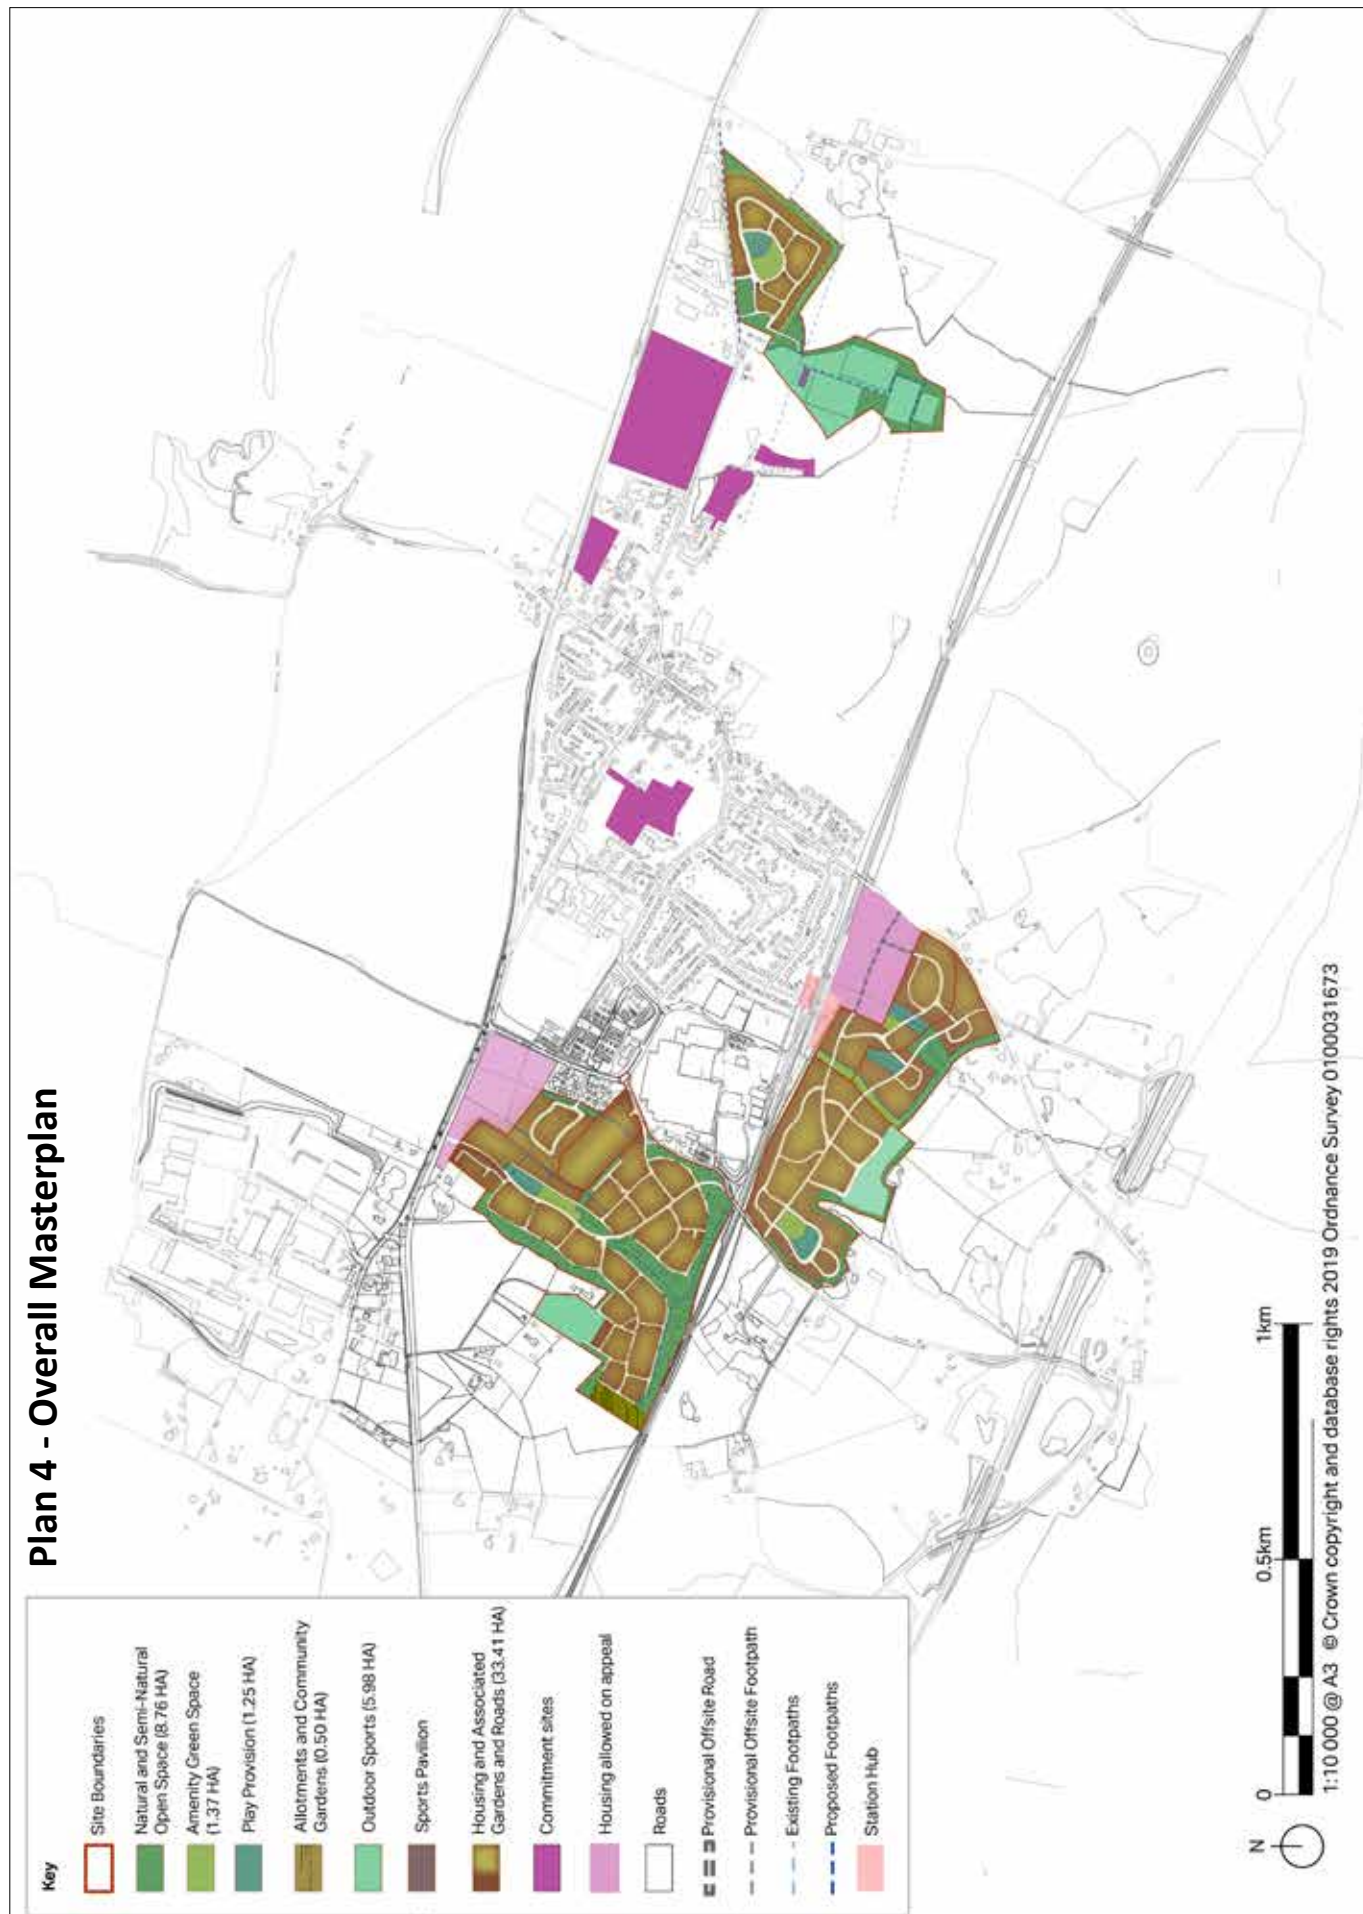 Plan 4 - Overall Masterplan
Key
Site Boundaries
Natural and Semi-Natural
Open Space (8.76 HA)
Amenity Green Space
(1.37 HA)
Play Provision (1.25 HA)
Allotments and Community
Gardens (0.50 HA)
Outdoor Sports (5.98 HA)
Sports Pavilion
Housing and Associated
Gardens and Roads (33.41 HA)
Commitment sites
Housing allowed on appeal
Roads
Provisional Offsite Road
Provisional Offsite Footpath
Existing Footpaths
Proposed Footpaths
Station Hub
N
0
0.5km
1km
1:10 000 @ A3 © Crown copyright and database rights 2019 Ordnance Survey 0100031673